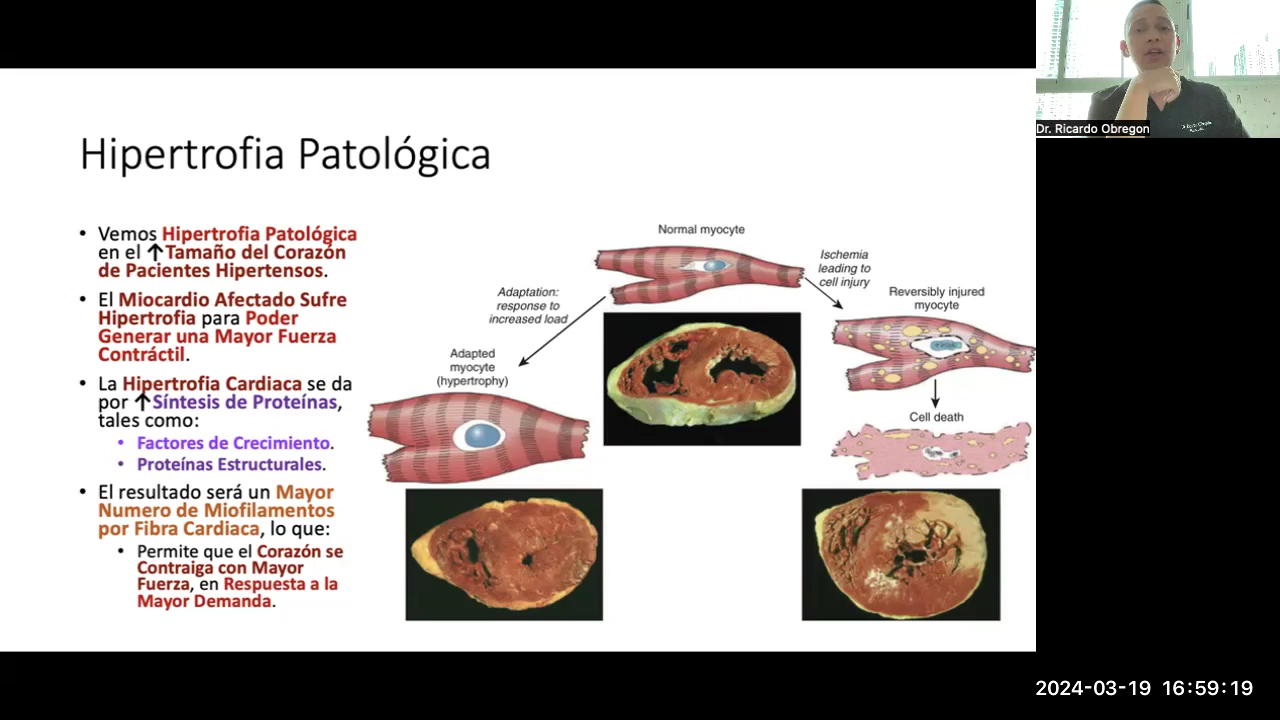 Dr. Ricardo Obregon
Hipertrofia Patológica
• Vemos Hipertrofia Patológica
en el ↑Tamaño del Corazón
de Pacientes Hipertensos.
• El Miocardio Afectado Sufre
Hipertrofia para Poder
Generar una Mayor Fuerza
Contráctil.
• La Hipertrofia Cardiaca se da
por ↑Síntesis de Proteínas,
tales como:
• Factores de Crecimiento.
• Proteínas Estructurales.
• El resultado será un Mayor
Numero de Miofilamentos
por Fibra Cardiaca, lo que:
• Permite que el Corazón se
Contraiga con Mayor
Fuerza, en Respuesta a la
Mayor Demanda.
Normal myocyte
Adaptation:
response to
increased load
Adapted
myocyte
(hypertrophy)
Ischemia
leading to
cell injury
Reversibly injured
myocyte
Cell death
2024-03-19 16:59:19